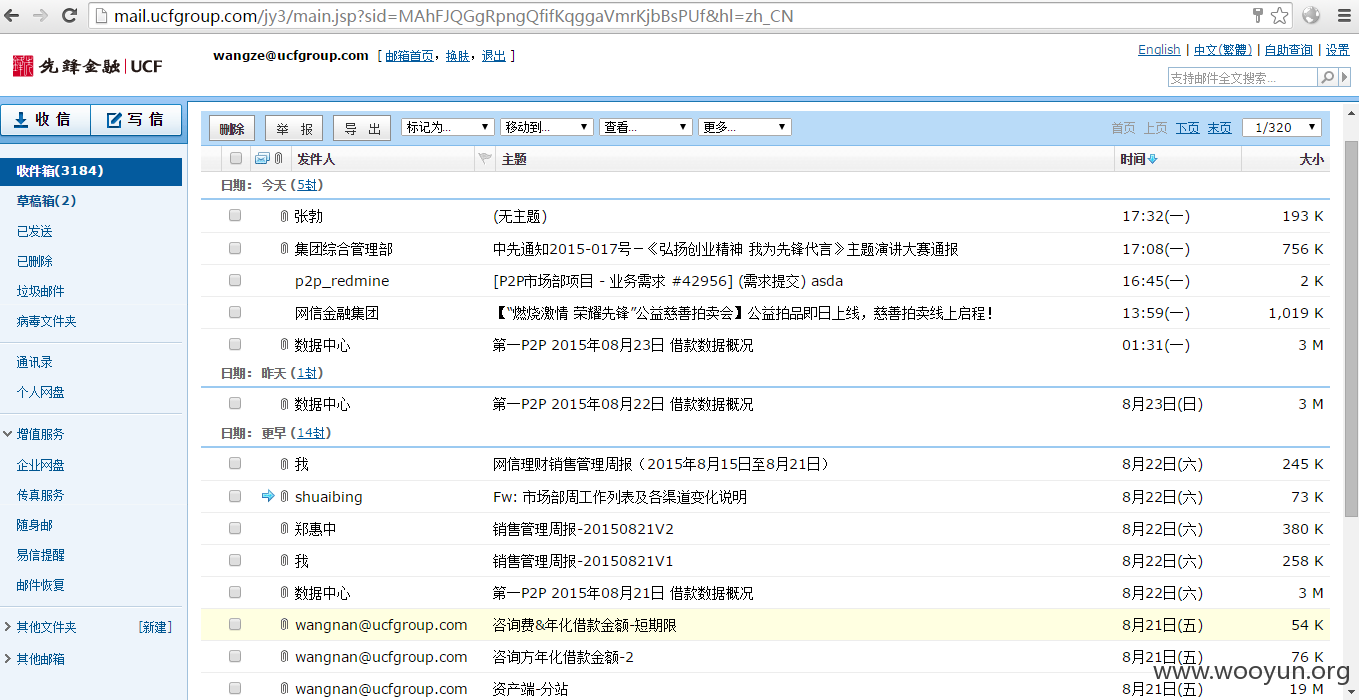 mail.ucfgroup.com/jy3/main.jsp?sid=MAhFJQGgRpngQfifKqggaVmrKjbBsPUf&hl=zh_CN
先锋金融 | UCF
wangze@ucfgroup.com [ 邮箱首页, 换肤, 退出 ]
English | 中文(繁體) | 自助查询 | 设置
支持邮件全文搜索...
收 信 写 信
收件箱(3184)
草稿箱(2)
已发送
已删除
垃圾邮件
病毒文件夹
通讯录
个人网盘
增值服务
企业网盘
传真服务
随身邮
易信提醒
邮件恢复
其他文件夹 [新建]
其他邮箱
删除 举 报 导 出 标记为... 移动到... 查看... 更多... 首页 上页 下页 末页 1/320
发件人 主题 时间 大小
日期: 今天 (5封)
张勃 (无主题) 17:32(一) 193 K
集团综合管理部 中先通知2015-017号－《弘扬创业精神 我为先锋代言》主题演讲大赛通报 17:08(一) 756 K
p2p_redmine [P2P市场部项目 - 业务需求 #42956] (需求提交) asda 16:45(一) 2 K
网信金融集团 【“燃烧激情 荣耀先锋”公益慈善拍卖会】公益拍品即日上线，慈善拍卖线上启程！ 13:59(一) 1,019 K
数据中心 第一P2P 2015年08月23日 借款数据概况 01:31(一) 3 M
日期: 昨天 (1封)
数据中心 第一P2P 2015年08月22日 借款数据概况 8月23日(日) 3 M
日期: 更早 (14封)
我 网信理财销售管理周报（2015年8月15日至8月21日） 8月22日(六) 245 K
shuaibing Fw: 市场部周工作列表及各渠道变化说明 8月22日(六) 73 K
郑惠中 销售管理周报-20150821V2 8月22日(六) 380 K
我 销售管理周报-20150821V1 8月22日(六) 258 K
数据中心 第一P2P 2015年08月21日 借款数据概况 8月22日(六) 3 M
wangnan@ucfgroup.com 咨询费&年化借款金额-短期限 8月21日(五) 54 K
wangnan@ucfgroup.com 咨询方年化借款金额-2 8月21日(五) 76 K
wangnan@ucfgroup.com 资产端-分站 8月21日(五) 19 M
www.wooyun.org